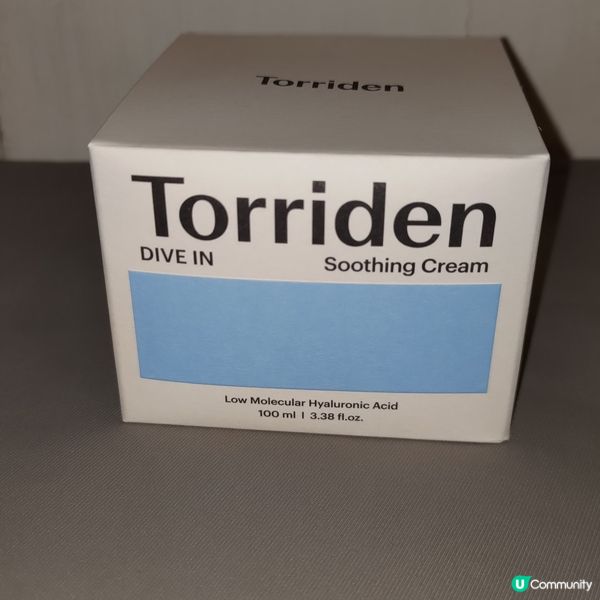 Torriden
Torriden
DIVE IN Soothing Cream
Low Molecular Hyaluronic Acid
100 ml | 3.38 fl.oz.
U Community